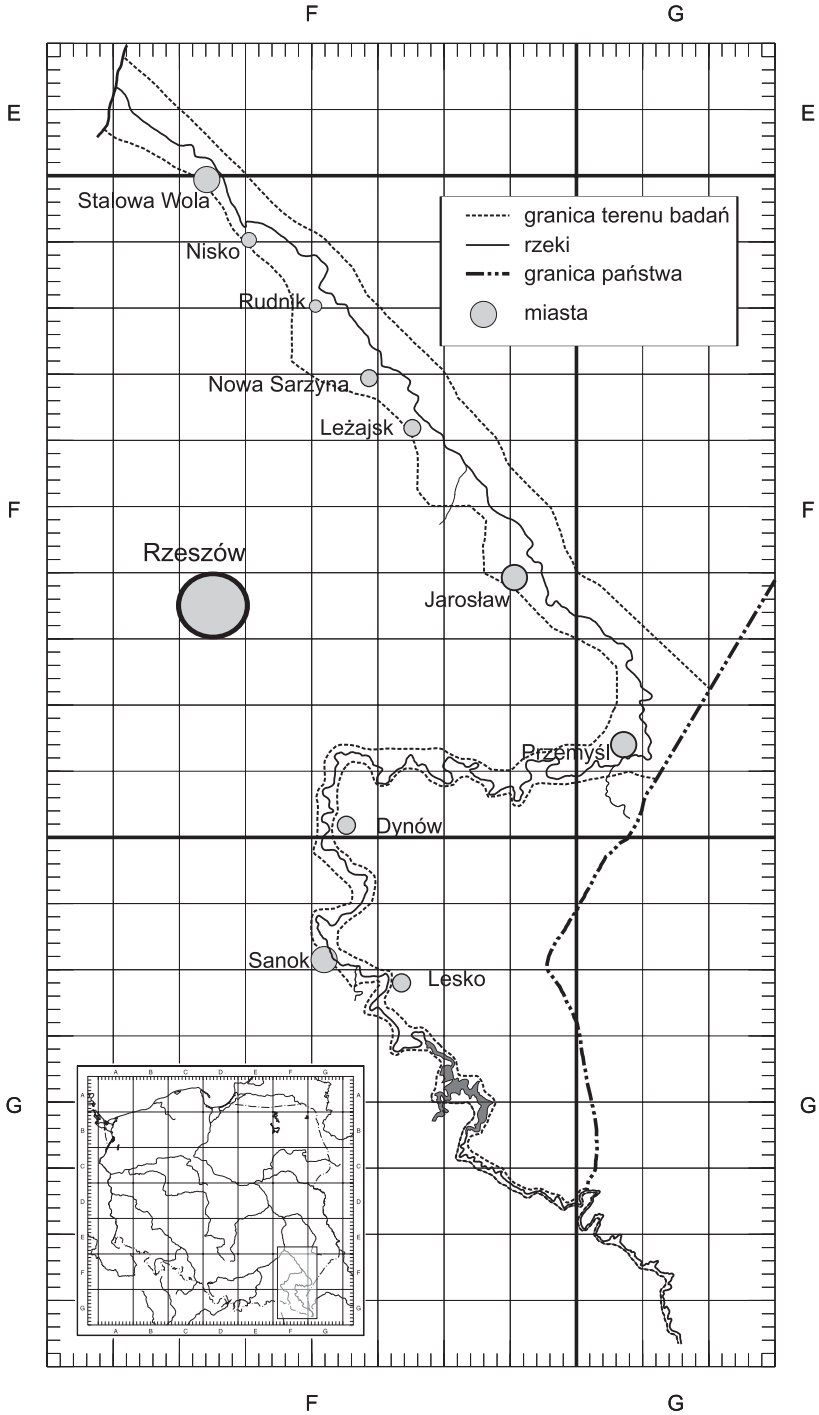 F G
E E
Stalowa Wola
granica terenu badań
rzeki
granica państwa
miasta
Nisko
Rudnik
Nowa Sarzyna
Leżajsk
F F
Rzeszów
Jarosław
Przemyśl
Dynów
Sanok
Lesko
G G
A B C D E F G
A A
B B
C C
D D
E E
F F
G G
A B C D E F G
F G